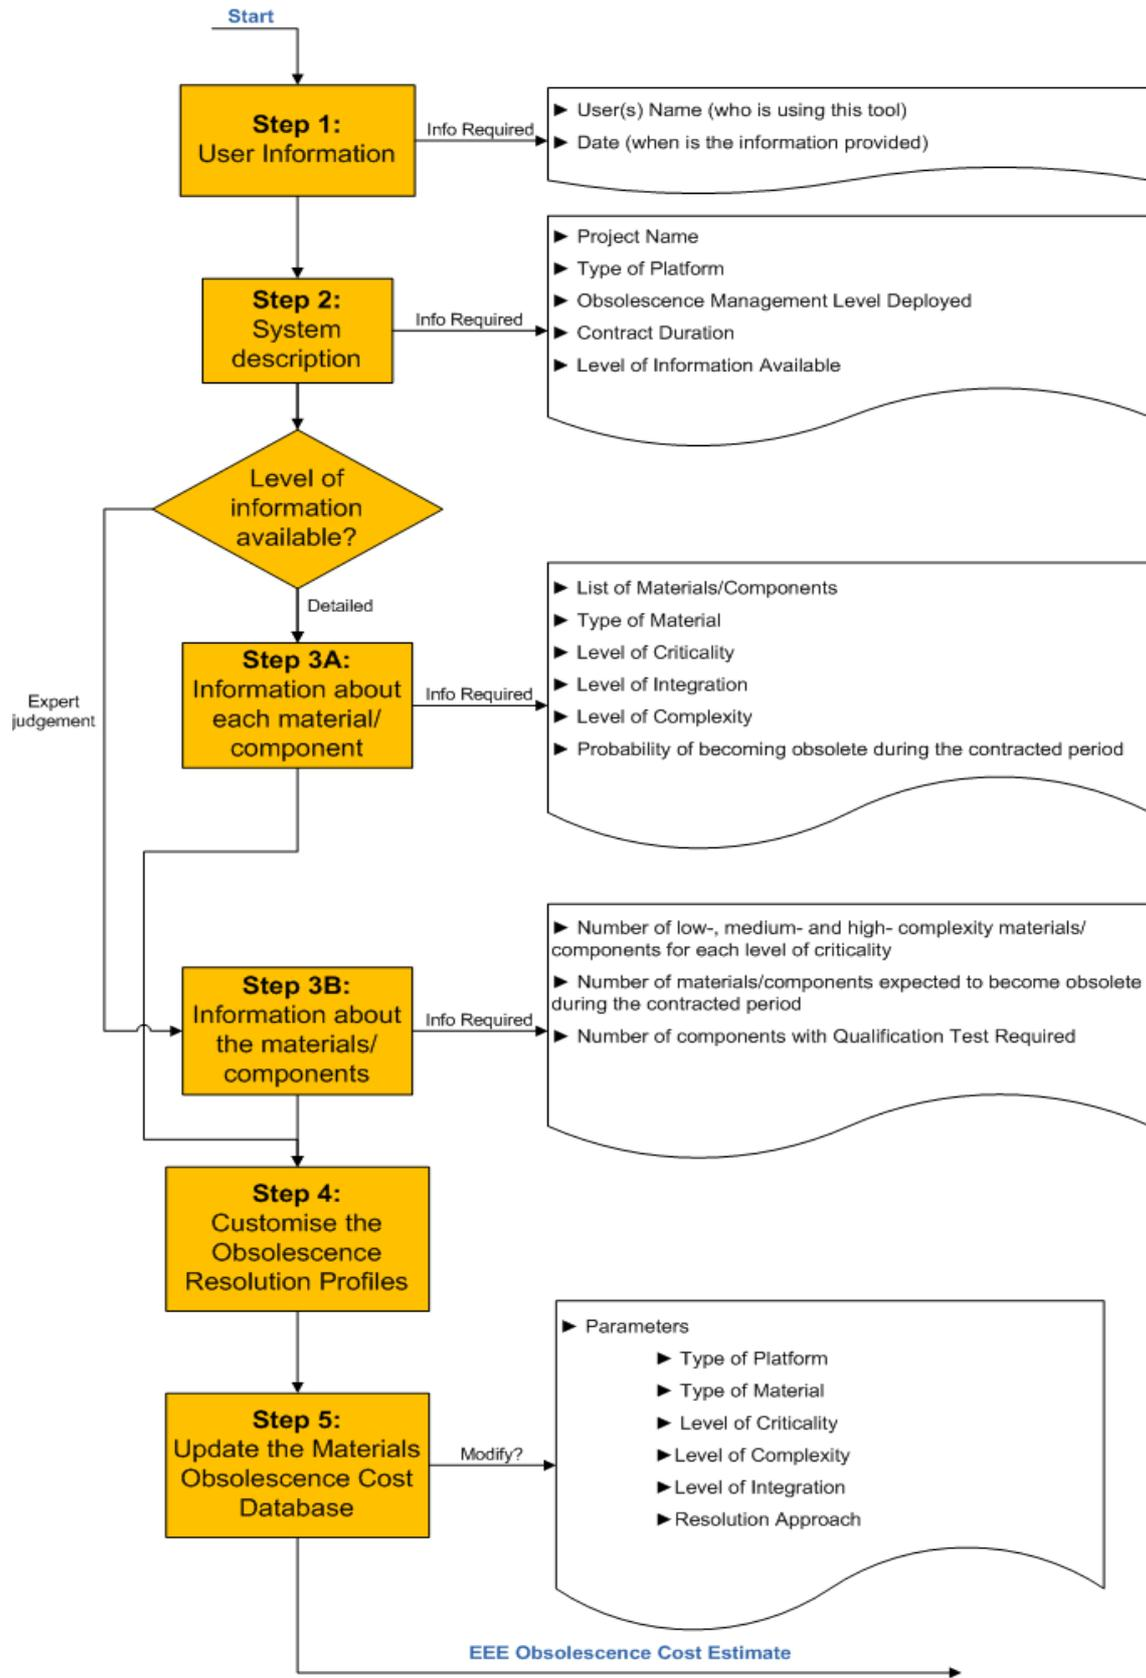 Start
Step 1:
User Information
Info Required
► User(s) Name (who is using this tool)
► Date (when is the information provided)
Step 2:
System
description
Info Required
► Project Name
► Type of Platform
► Obsolescence Management Level Deployed
► Contract Duration
► Level of Information Available
Level of
information
available?
Detailed
Expert
judgement
Step 3A:
Information about
each material/
component
Info Required
► List of Materials/Components
► Type of Material
► Level of Criticality
► Level of Integration
► Level of Complexity
► Probability of becoming obsolete during the contracted period
Step 3B:
Information about
the materials/
components
Info Required
► Number of low-, medium- and high- complexity materials/
components for each level of criticality
► Number of materials/components expected to become obsolete
during the contracted period
► Number of components with Qualification Test Required
Step 4:
Customise the
Obsolescence
Resolution Profiles
Step 5:
Update the Materials
Obsolescence Cost
Database
Modify?
► Parameters
► Type of Platform
► Type of Material
► Level of Criticality
►Level of Complexity
►Level of Integration
►Resolution Approach
EEE Obsolescence Cost Estimate